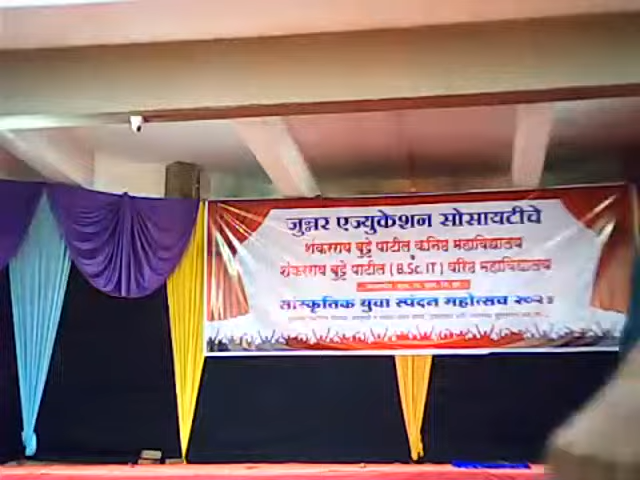 जुन्नर एज्युकेशन सोसायटीचे
शंकरराव बुट्टे पाटील कनिष्ठ महाविद्यालय
व
शंकरराव बुट्टे पाटील ( B.Sc. IT ) वरिष्ठ महाविद्यालय
सांस्कृतिक युवा स्पंदन महोत्सव